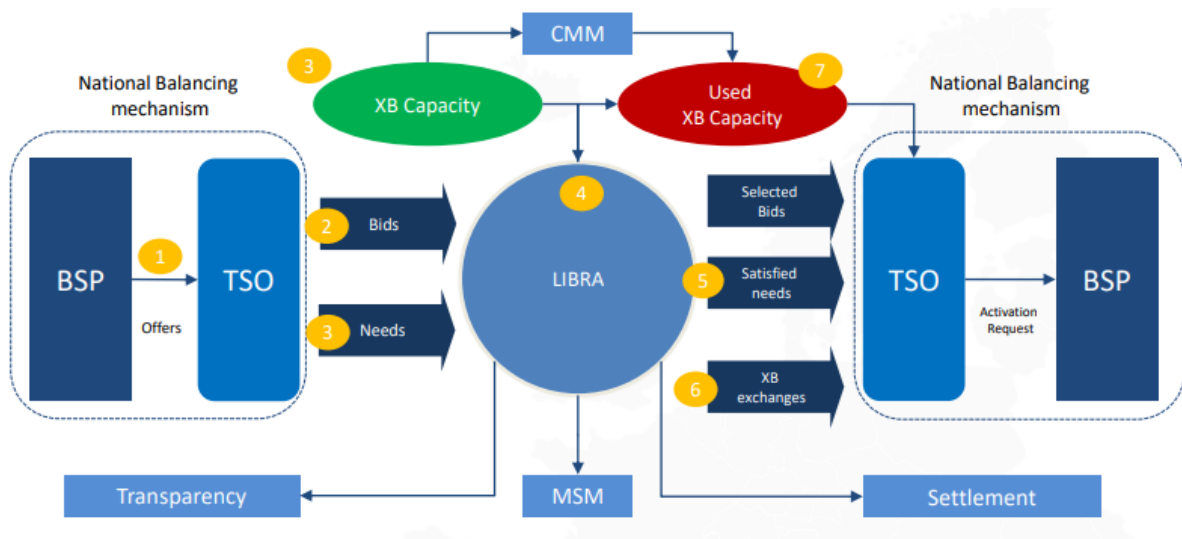 CMM
3
7
National Balancing
mechanism
XB Capacity
Used
XB Capacity
National Balancing
mechanism
BSP
1
Offers
TSO
2
Bids
3
Needs
4
LIBRA
Selected
Bids
5
Satisfied
needs
6
XB
exchanges
TSO
Activation
Request
BSP
Transparency
MSM
Settlement